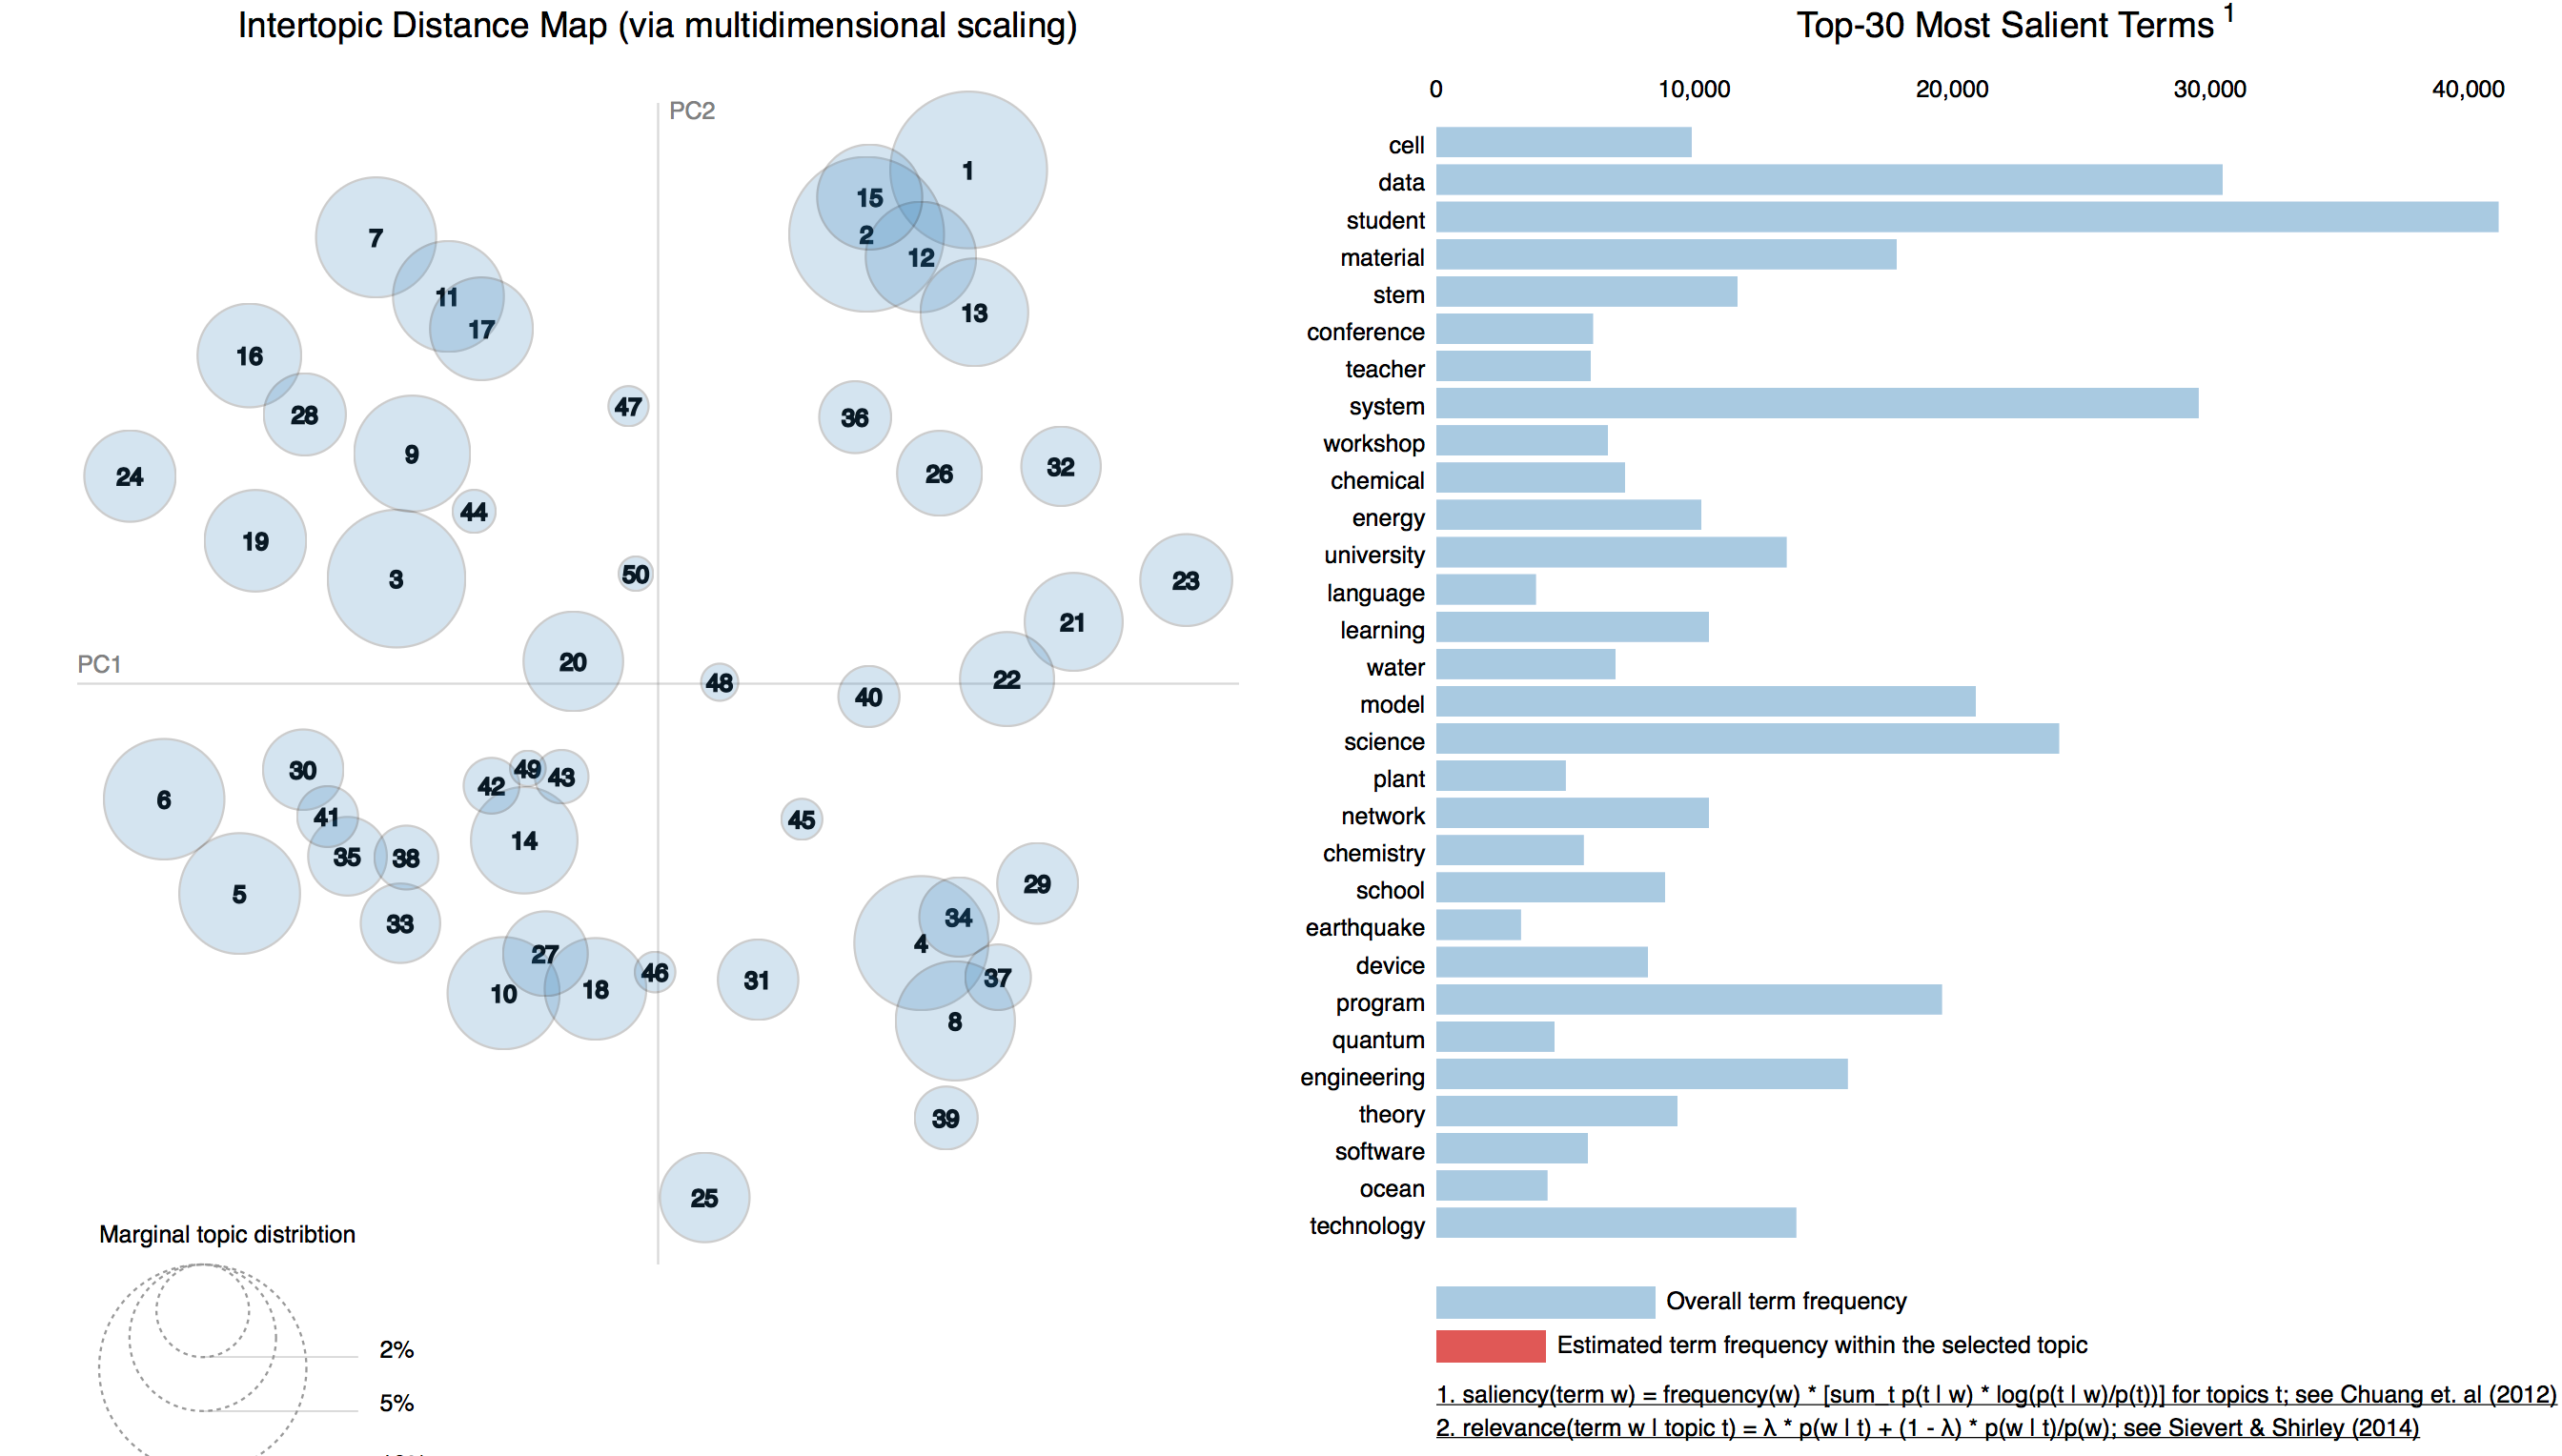 Intertopic Distance Map (via multidimensional scaling)
PC2
PC1
1
15
2
12
13
7
11
17
16
28
9
24
19
44
3
47
50
20
36
26
32
23
21
22
48
40
6
30
41
5
35
38
33
42
49
43
14
27
10
18
46
45
31
29
34
4
37
8
39
25
Marginal topic distribtion
2%
5%
Top-30 Most Salient Terms 1
0 10,000 20,000 30,000 40,000
cell
data
student
material
stem
conference
teacher
system
workshop
chemical
energy
university
language
learning
water
model
science
plant
network
chemistry
school
earthquake
device
program
quantum
engineering
theory
software
ocean
technology
Overall term frequency
Estimated term frequency within the selected topic
1. saliency(term w) = frequency(w) * [sum_t p(t | w) * log(p(t | w)/p(t))] for topics t; see Chuang et. al (2012)
2. relevance(term w | topic t) = λ * p(w | t) + (1 - λ) * p(w | t)/p(w); see Sievert & Shirley (2014)